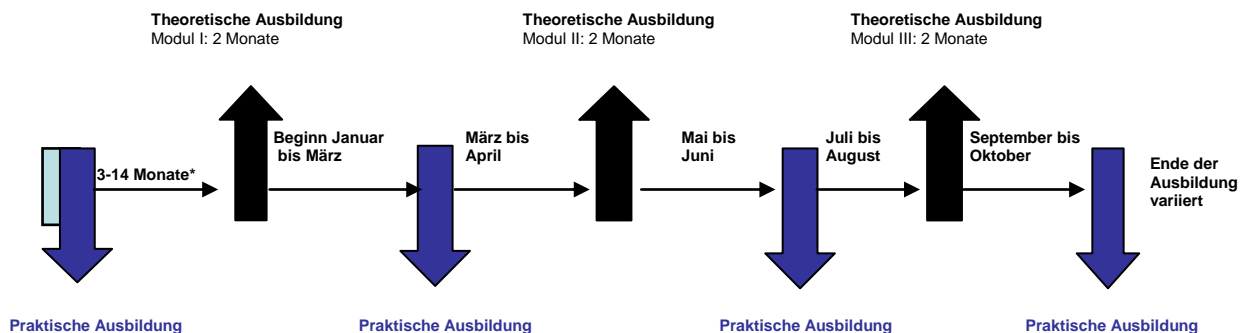 Theoretische Ausbildung
Modul I: 2 Monate
Theoretische Ausbildung
Modul II: 2 Monate
Theoretische Ausbildung
Modul III: 2 Monate
3-14 Monate*
Beginn Januar
bis März
März bis
April
Mai bis
Juni
Juli bis
August
September bis
Oktober
Ende der
Ausbildung
variiert
Praktische Ausbildung
Praktische Ausbildung
Praktische Ausbildung
Praktische Ausbildung